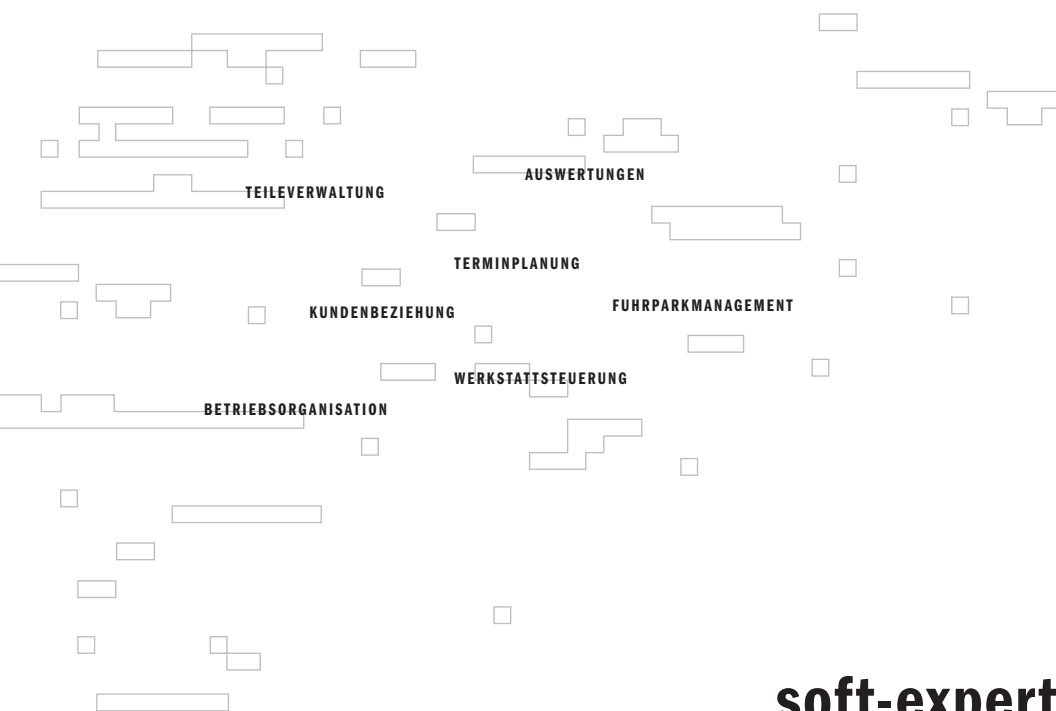 AUSWERTUNGEN
TEILEVERWALTUNG
TERMINPLANUNG
FUHRPARKMANAGEMENT
KUNDENBEZIEHUNG
WERKSTATTSTEUERUNG
BETRIEBSORGANISATION
soft-expert